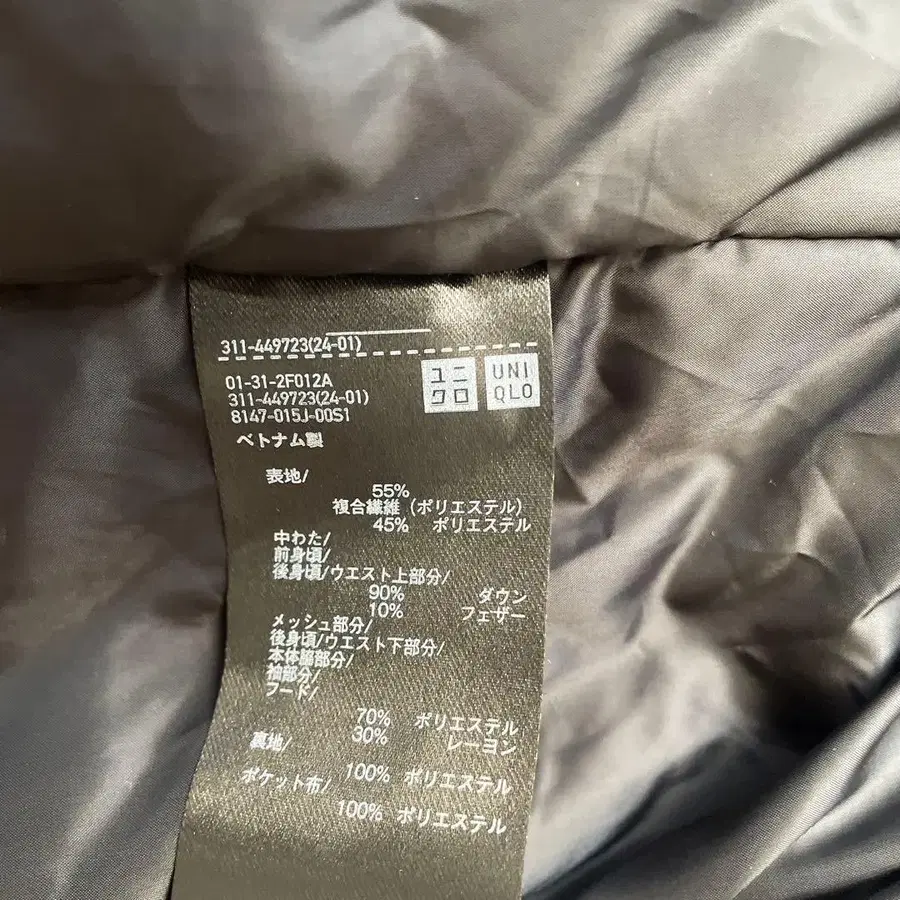 311-449723(24-01)
ユニ
クロ
UNI
QLO
01-31-2F012A
311-449723(24-01)
8147-015J-00S1
ベトナム製
表地/
55%
複合繊維 (ポリエステル)
45% ポリエステル
中わた/
前身頃/
後身頃/ウエスト上部分/
90% ダウン
10% フェザー
メッシュ部分/
後身頃/ウエスト下部分/
本体脇部分/
袖部分/
フード/
70% ポリエステル
30% レーヨン
裏地/
100% ポリエステル
ポケット布/
100% ポリエステル